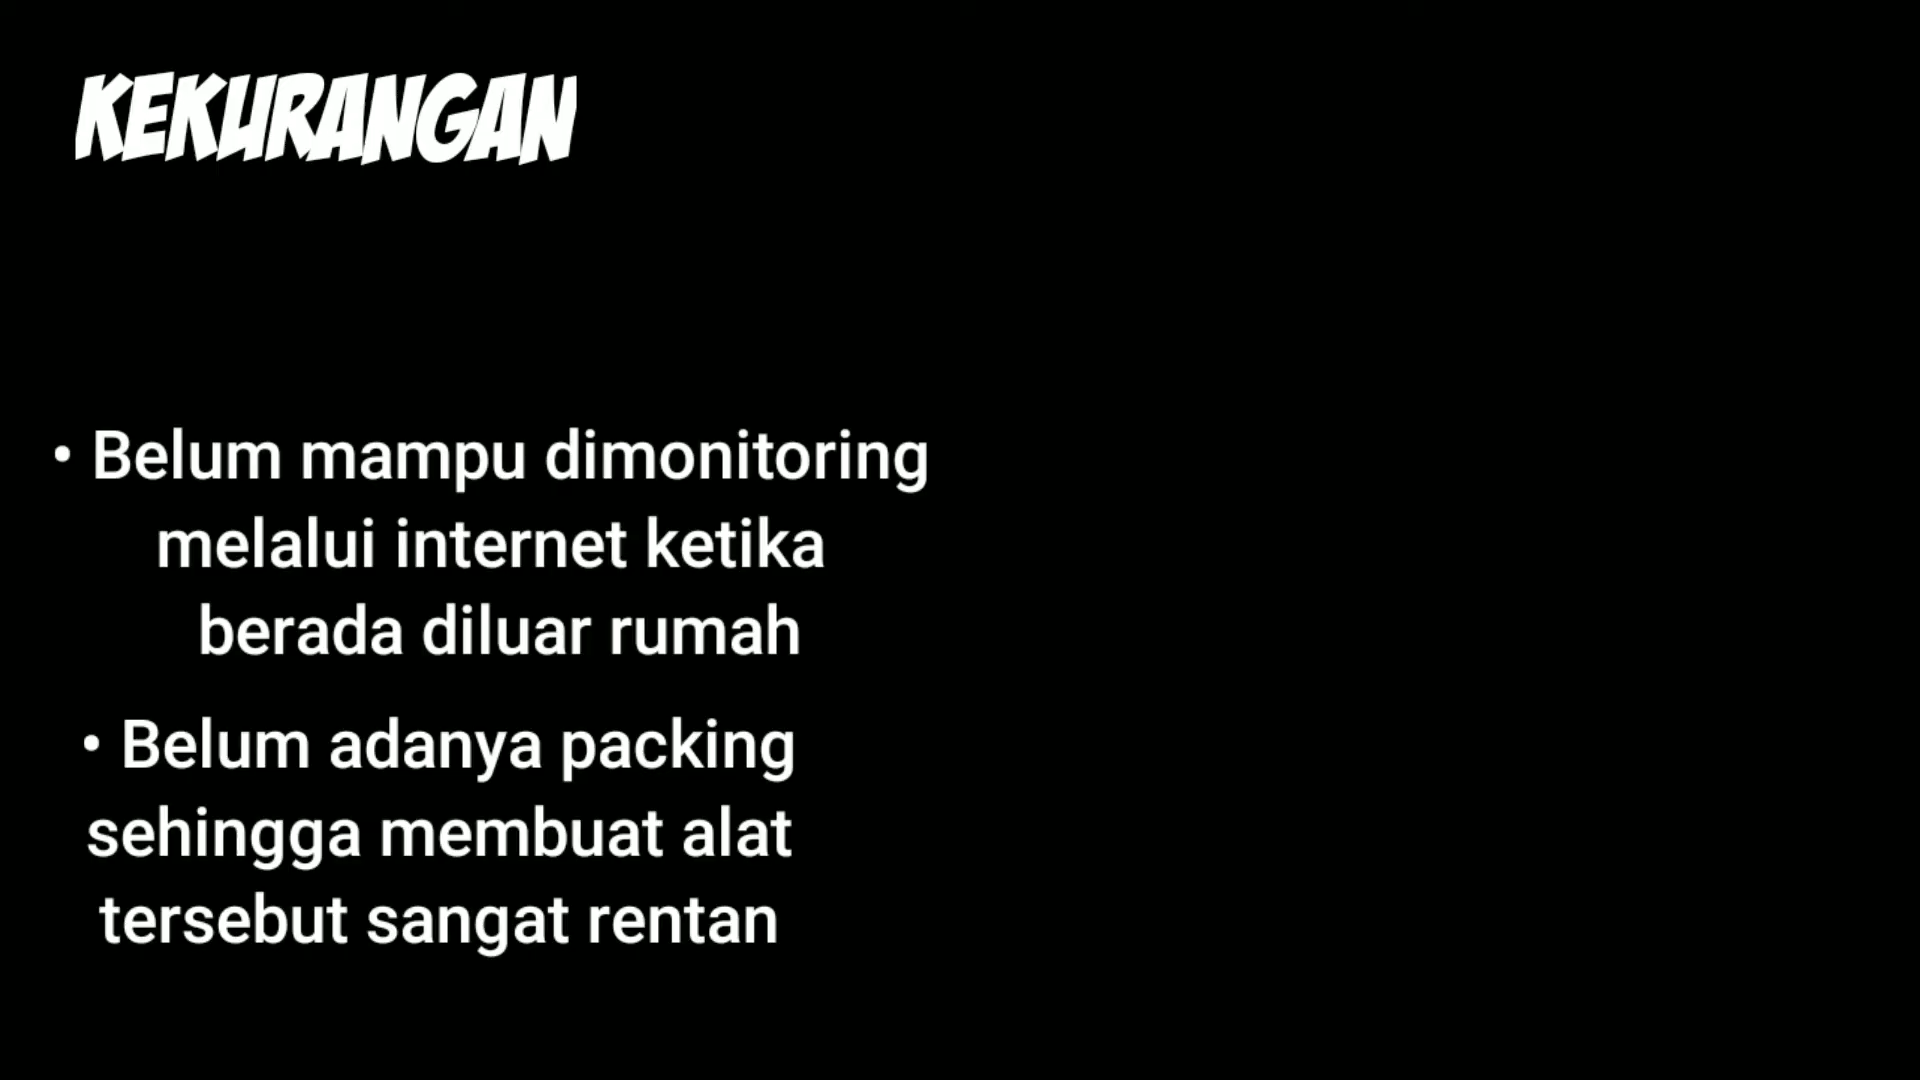 KEKURANGAN
• Belum mampu dimonitoring
melalui internet ketika
berada diluar rumah
• Belum adanya packing
sehingga membuat alat
tersebut sangat rentan